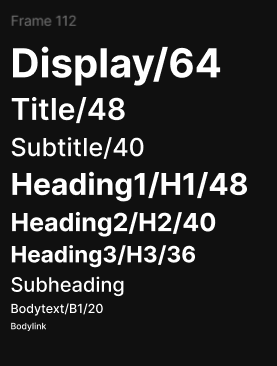 Frame 112
Display/64
Title/48
Subtitle/40
Heading1/H1/48
Heading2/H2/40
Heading3/H3/36
Subheading
Bodytext/B1/20
Bodylink